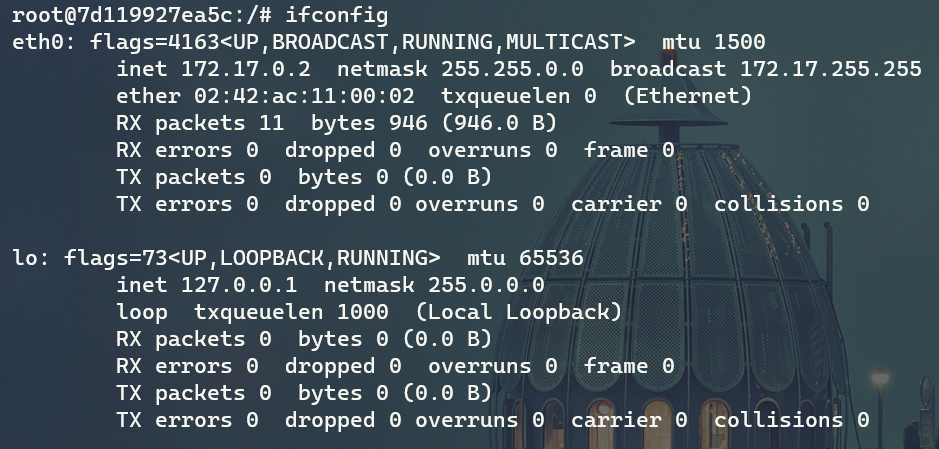 root@7d119927ea5c:/# ifconfig
eth0: flags=4163<UP,BROADCAST,RUNNING,MULTICAST>  mtu 1500
        inet 172.17.0.2  netmask 255.255.0.0  broadcast 172.17.255.255
        ether 02:42:ac:11:00:02  txqueuelen 0  (Ethernet)
        RX packets 11  bytes 946 (946.0 B)
        RX errors 0  dropped 0  overruns 0  frame 0
        TX packets 0  bytes 0 (0.0 B)
        TX errors 0  dropped 0 overruns 0  carrier 0  collisions 0

lo: flags=73<UP,LOOPBACK,RUNNING>  mtu 65536
        inet 127.0.0.1  netmask 255.0.0.0
        loop  txqueuelen 1000  (Local Loopback)
        RX packets 0  bytes 0 (0.0 B)
        RX errors 0  dropped 0  overruns 0  frame 0
        TX packets 0  bytes 0 (0.0 B)
        TX errors 0  dropped 0 overruns 0  carrier 0  collisions 0